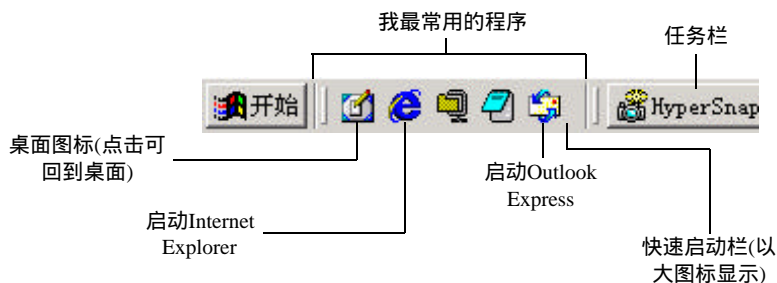 我最常用的程序
任务栏
开始
HyperSnap
桌面图标(点击可
回到桌面)
启动Outlook
Express
启动Internet
Explorer
快速启动栏(以
大图标显示)